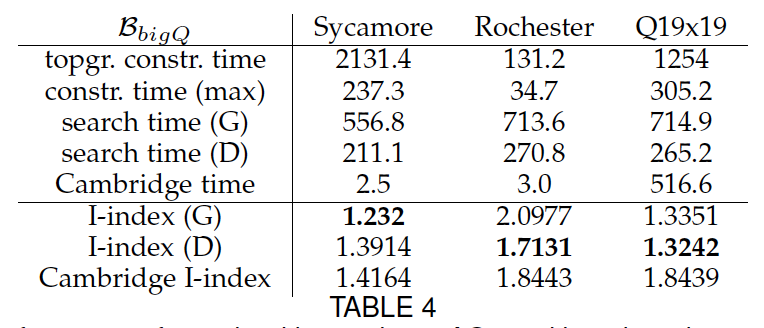 B_bigQ Sycamore Rochester Q19x19
topgr. constr. time 2131.4 131.2 1254
constr. time (max) 237.3 34.7 305.2
search time (G) 556.8 713.6 714.9
search time (D) 211.1 270.8 265.2
Cambridge time 2.5 3.0 516.6
I-index (G) 1.232 2.0977 1.3351
I-index (D) 1.3914 1.7131 1.3242
Cambridge I-index 1.4164 1.8443 1.8439
TABLE 4